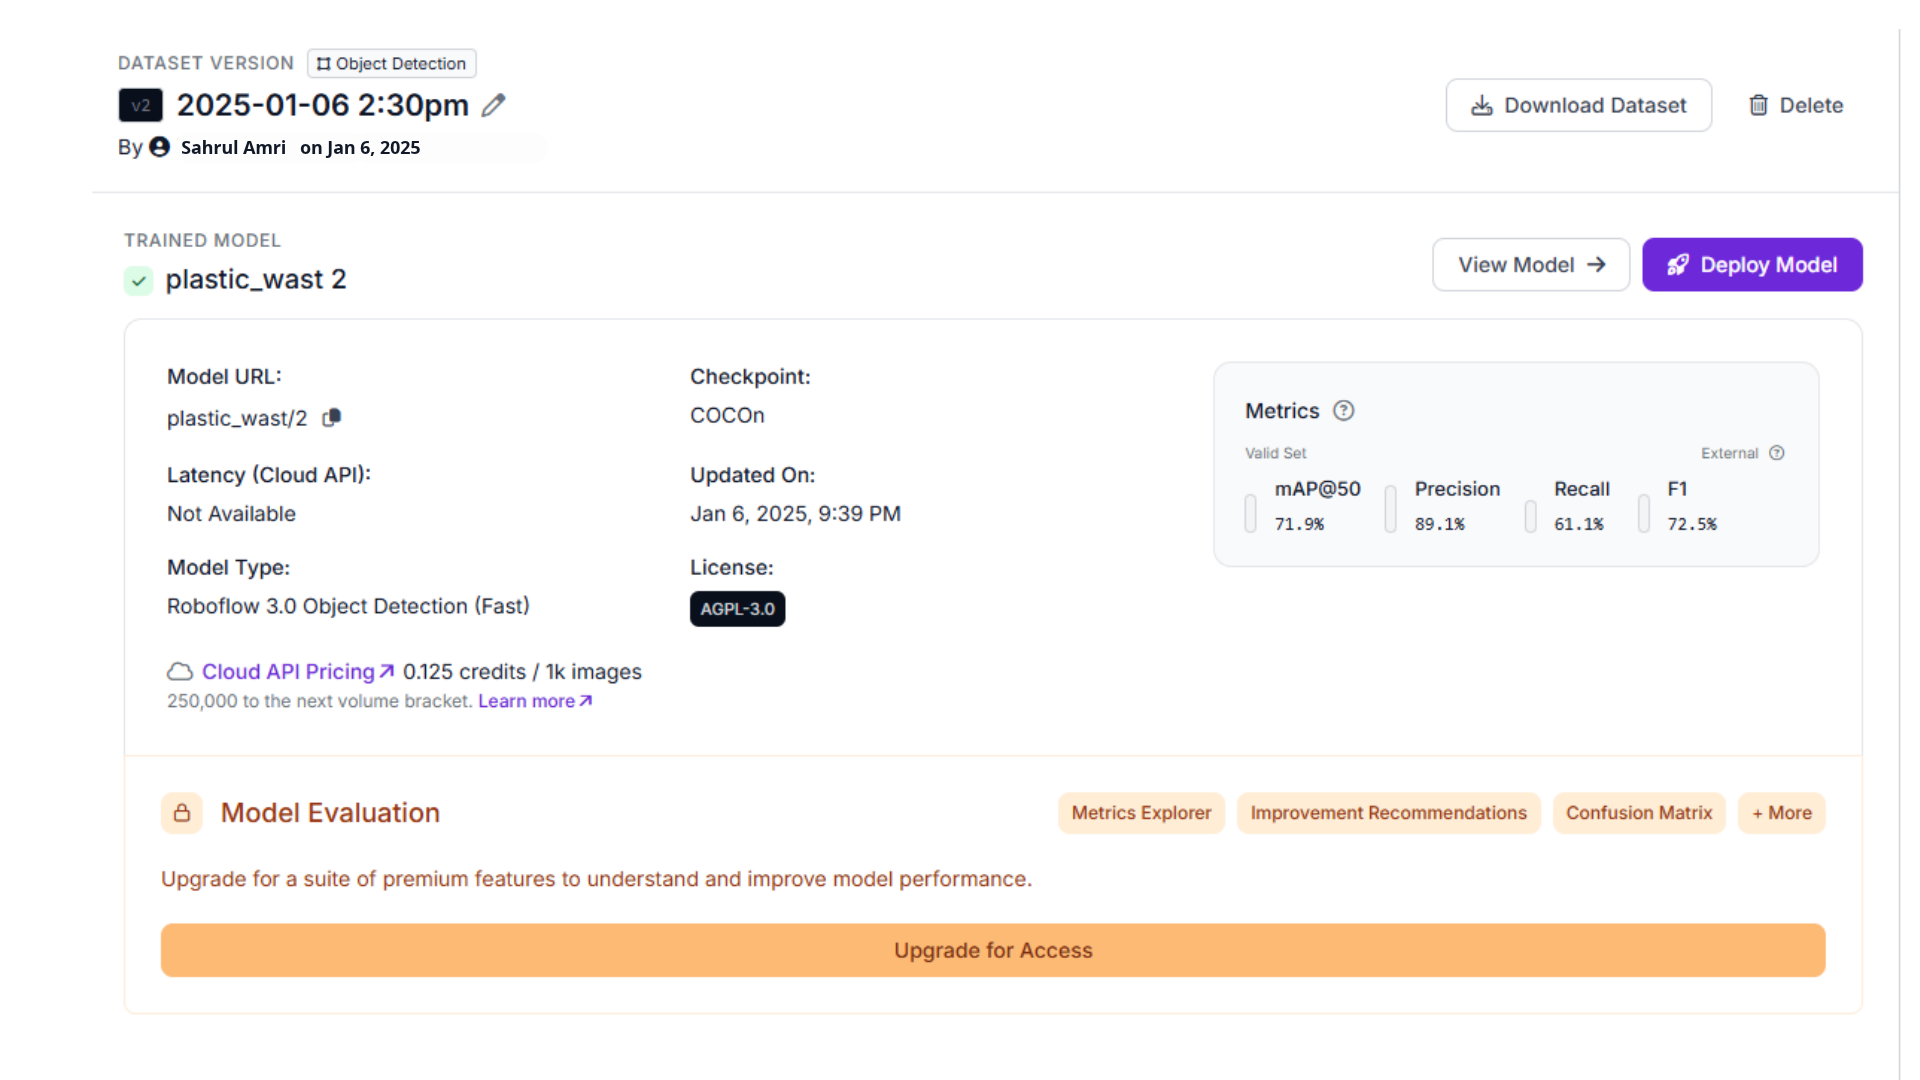 DATASET VERSION Object Detection
v2 2025-01-06 2:30pm
Download Dataset Delete
By Sahrul Amri on Jan 6, 2025
TRAINED MODEL
plastic_wast 2
View Model → Deploy Model
Model URL:
plastic_wast/2
Checkpoint:
COCOn
Latency (Cloud API):
Not Available
Updated On:
Jan 6, 2025, 9:39 PM
Model Type:
Roboflow 3.0 Object Detection (Fast)
License:
AGPL-3.0
Cloud API Pricing 0.125 credits / 1k images
250,000 to the next volume bracket. Learn more
Metrics ?
Valid Set External ?
mAP@50 Precision Recall F1
71.9% 89.1% 61.1% 72.5%
Model Evaluation
Metrics Explorer Improvement Recommendations Confusion Matrix + More
Upgrade for a suite of premium features to understand and improve model performance.
Upgrade for Access